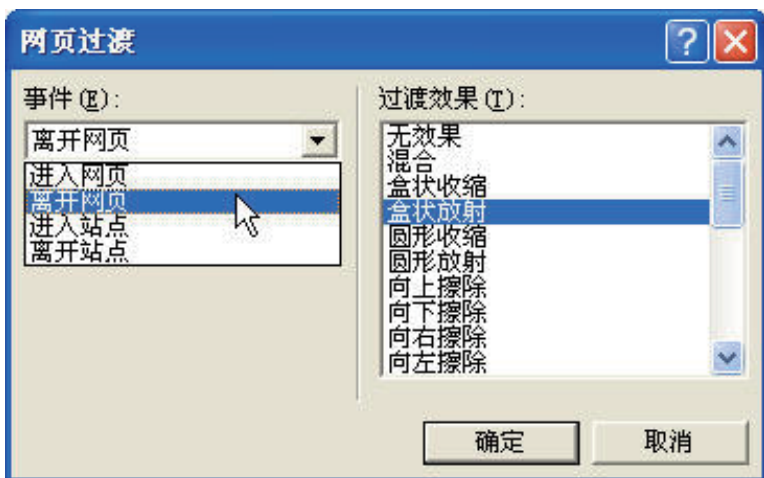 网页过渡
事件(E):
离开网页
进入网页
离开网页
进入站点
离开站点
过渡效果(T):
无效果
混合
盒状收缩
盒状放射
圆形收缩
圆形放射
向上擦除
向下擦除
向右擦除
向左擦除
确定
取消